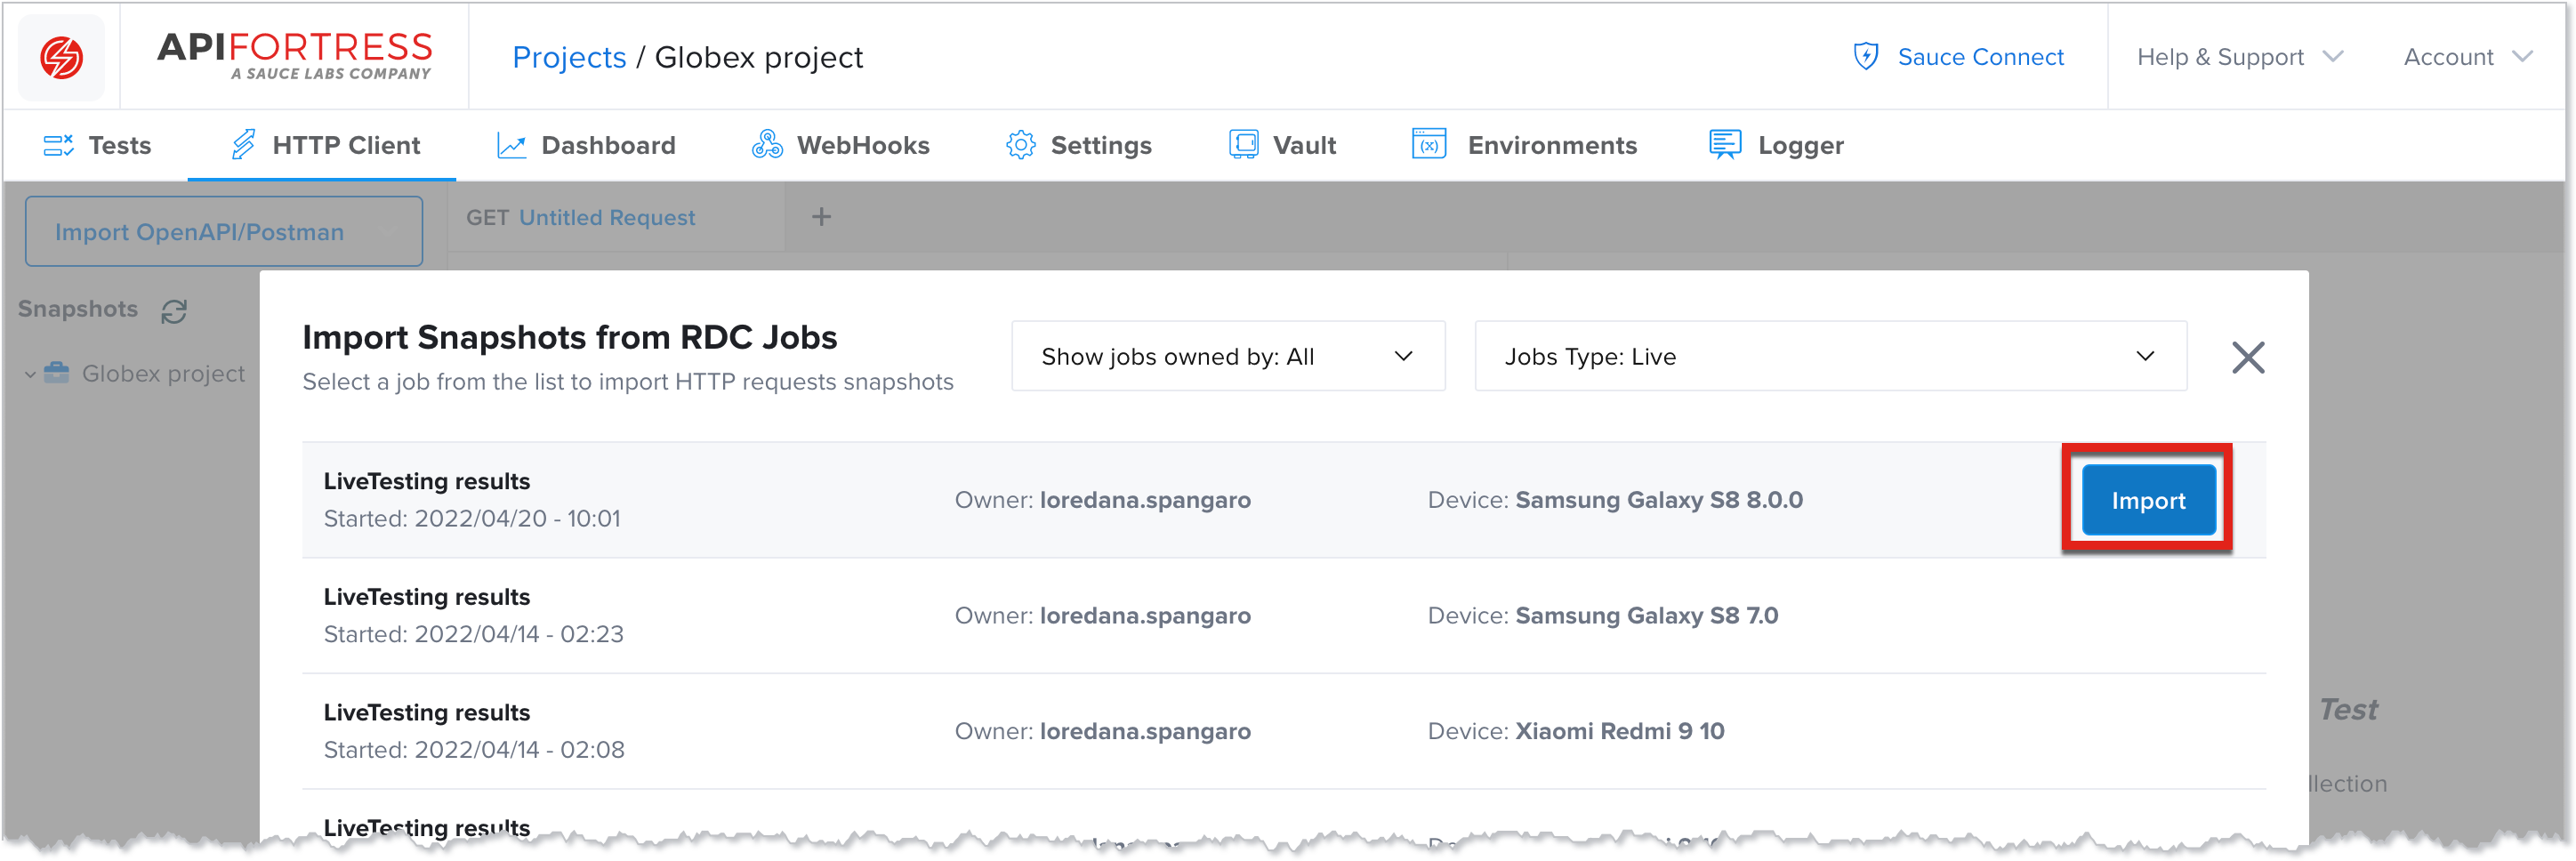 APIFORTRESS
A SAUCE LABS COMPANY
Projects / Globex project
Sauce Connect
Help & Support
Account
Tests
HTTP Client
Dashboard
WebHooks
Settings
Vault
(x)
Environments
Logger
Import OpenAPI/Postman
GET Untitled Request
+
Snapshots
Globex project
Import Snapshots from RDC Jobs
Select a job from the list to import HTTP requests snapshots
Show jobs owned by: All
Jobs Type: Live
LiveTesting results
Started: 2022/04/20 - 10:01
Owner: loredana.spangaro
Device: Samsung Galaxy S8 8.0.0
Import
LiveTesting results
Started: 2022/04/14 - 02:23
Owner: loredana.spangaro
Device: Samsung Galaxy S8 7.0
LiveTesting results
Started: 2022/04/14 - 02:08
Owner: loredana.spangaro
Device: Xiaomi Redmi 9 10
Test
llection
LiveTesting results